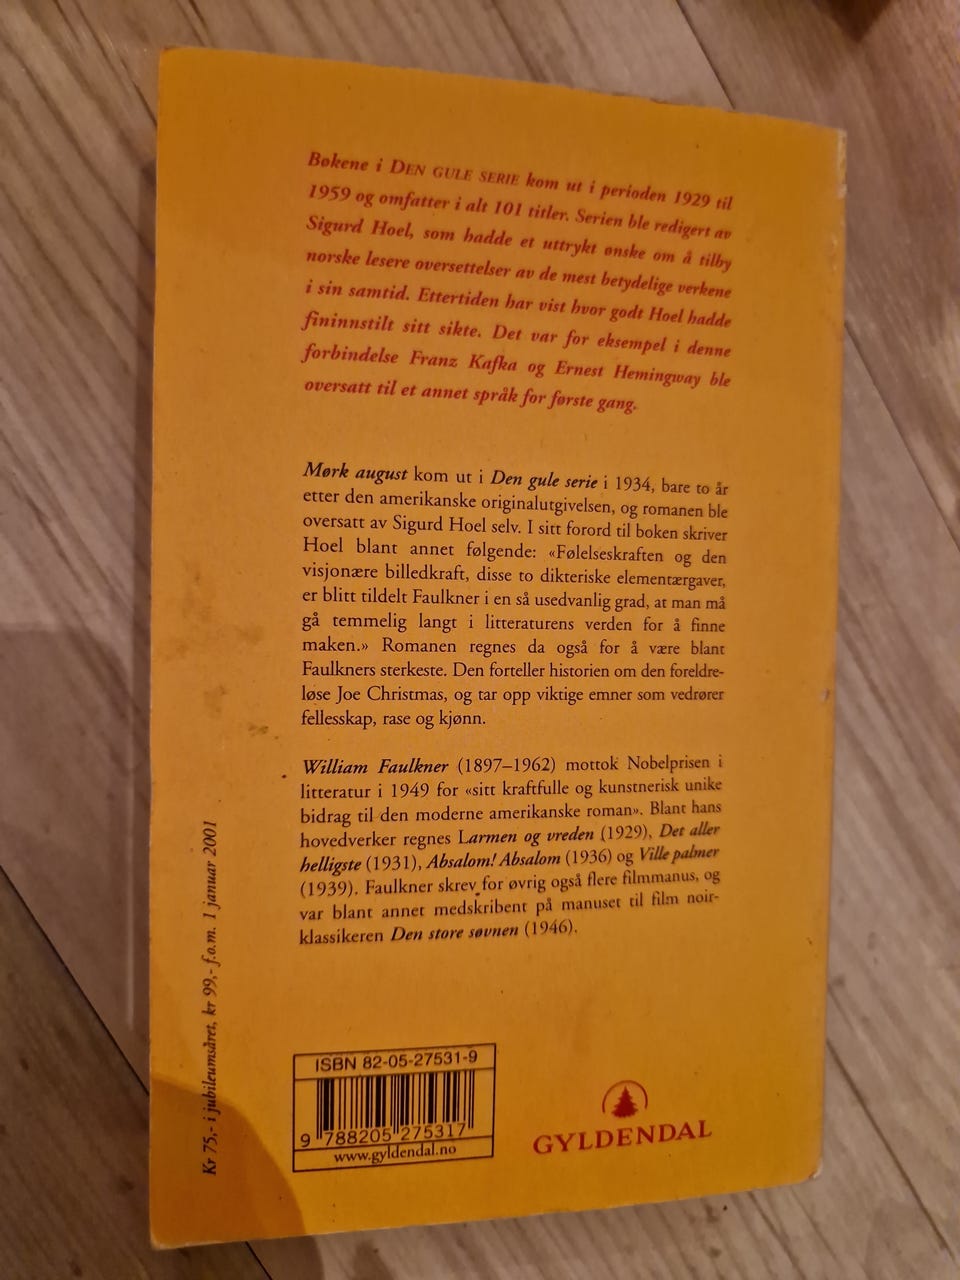 Bøkene i DEN GULE SERIE kom ut i perioden 1929 til
1959 og omfatter i alt 101 titler. Serien ble redigert av
Sigurd Hoel, som hadde et uttrykt ønske om å tilby
norske lesere oversettelser av de mest betydelige verkene
i sin samtid. Ettertiden har vist hvor godt Hoel hadde
fininnstilt sitt sikte. Det var for eksempel i denne
forbindelse Franz Kafka og Ernest Hemingway ble
oversatt til et annet språk for første gang.
Mørk august kom ut i Den gule serie i 1934, bare to år
etter den amerikanske originalutgivelsen, og romanen ble
oversatt av Sigurd Hoel selv. I sitt forord til boken skriver
Hoel blant annet følgende: «Følelseskraften og den
visjonære billedkraft, disse to dikteriske elementærgaver,
er blitt tildelt Faulkner i en så usedvanlig grad, at man må
gå temmelig langt i litteraturens verden for å finne
maken.» Romanen regnes da også for å være blant
Faulkners sterkeste. Den forteller historien om den foreldre-
løse Joe Christmas, og tar opp viktige emner som vedrører
fellesskap, rase og kjønn.
William Faulkner (1897–1962) mottok Nobelprisen i
litteratur i 1949 for «sitt kraftfulle og kunstnerisk unike
bidrag til den moderne amerikanske roman». Blant hans
hovedverker regnes Larmen og vreden (1929), Det aller
helligste (1931), Absalom! Absalom (1936) og Ville palmer
(1939). Faulkner skrev for øvrig også flere filmmanus, og
var blant annet medskribent på manuset til film noir-
klassikeren Den store søvnen (1946).
Kr 75,- i jubileumsåret, kr 99,- f.o.m. 1 januar 2001
ISBN 82-05-27531-9
9 788205 275317
www.gyldendal.no
GYLDENDAL